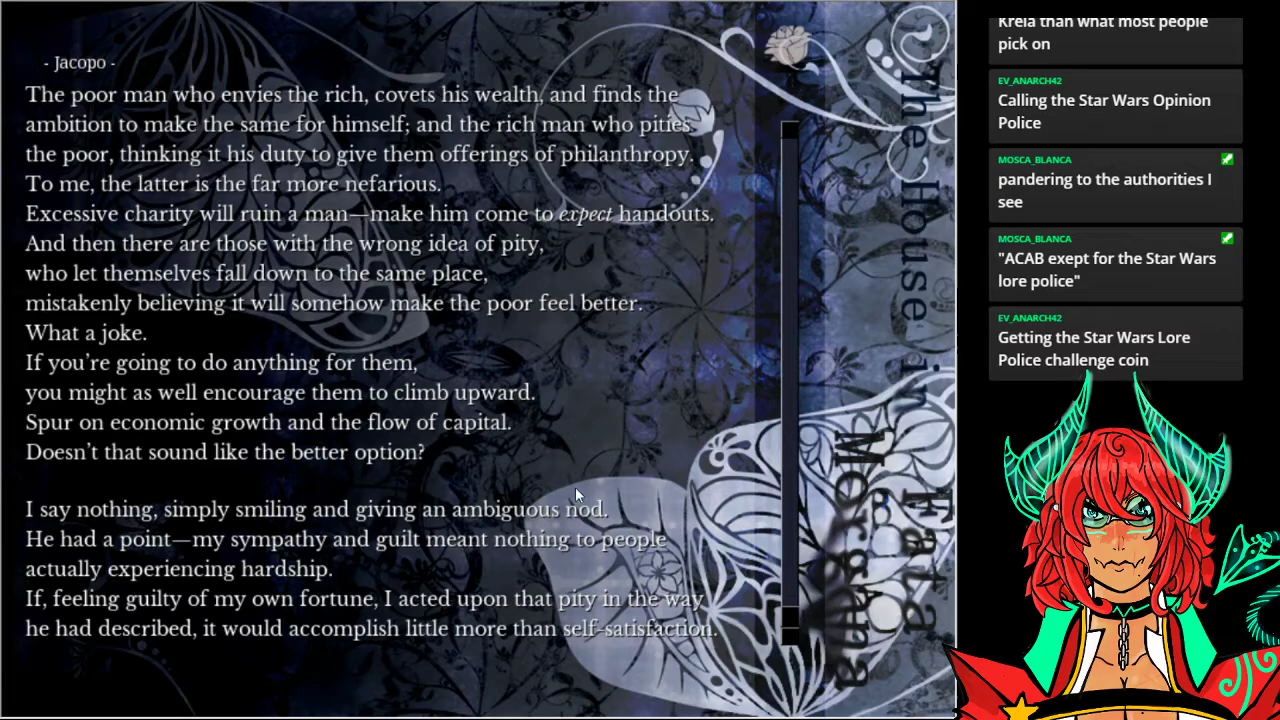 - Jacopo -
The poor man who envies the rich, covets his wealth, and finds the
ambition to make the same for himself; and the rich man who pities
the poor, thinking it his duty to give them offerings of philanthropy.
To me, the latter is the far more nefarious.
Excessive charity will ruin a man—make him come to expect handouts.
And then there are those with the wrong idea of pity,
who let themselves fall down to the same place,
mistakenly believing it will somehow make the poor feel better.
What a joke.
If you're going to do anything for them,
you might as well encourage them to climb upward.
Spur on economic growth and the flow of capital.
Doesn't that sound like the better option?
I say nothing, simply smiling and giving an ambiguous nod.
He had a point—my sympathy and guilt meant nothing to people
actually experiencing hardship.
If, feeling guilty of my own fortune, I acted upon that pity in the way
he had described, it would accomplish little more than self-satisfaction.
The House in
Fata
Morgana
Kreia than what most people
pick on
EV_ANARCH42
Calling the Star Wars Opinion
Police
MOSCA_BLANCA
pandering to the authorities I
see
MOSCA_BLANCA
"ACAB exept for the Star Wars
lore police"
EV_ANARCH42
Getting the Star Wars Lore
Police challenge coin